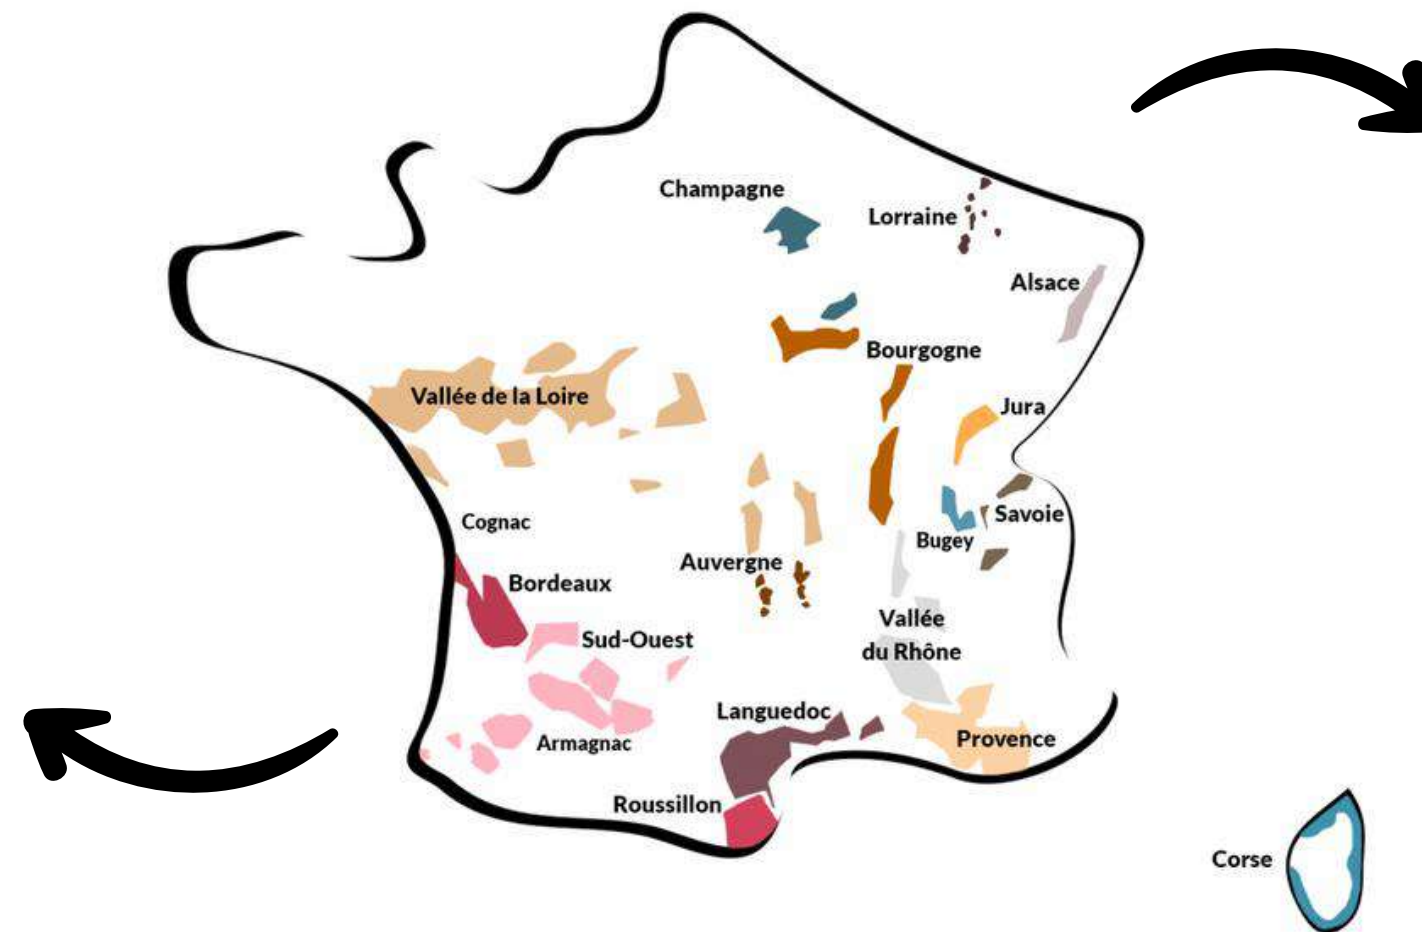 Champagne
Lorraine
Alsace
Bourgogne
Vallée de la Loire
Jura
Cognac
Savoie
Bugey
Auvergne
Bordeaux
Vallée
du Rhône
Sud-Ouest
Languedoc
Armagnac
Provence
Roussillon
Corse